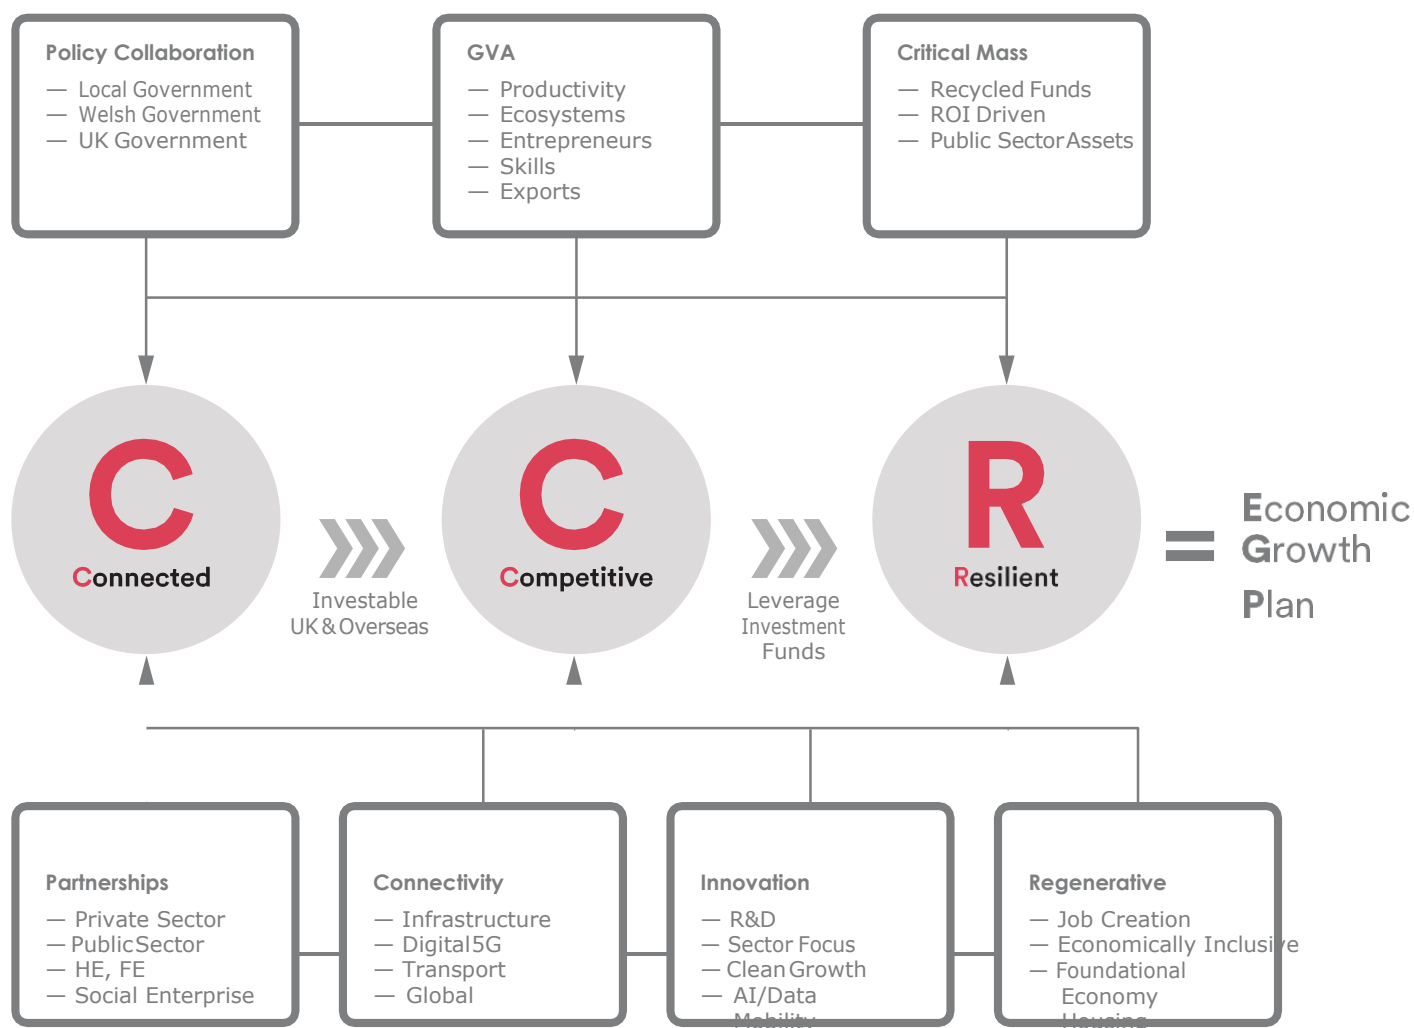 Policy Collaboration
— Local Government
— Welsh Government
— UK Government
GVA
— Productivity
— Ecosystems
— Entrepreneurs
— Skills
— Exports
Critical Mass
— Recycled Funds
— ROI Driven
— Public Sector Assets
C
Connected
Investable
UK & Overseas
C
Competitive
Leverage
Investment
Funds
R
Resilient
=
Economic
Growth
Plan
Partnerships
— Private Sector
— Public Sector
— HE, FE
— Social Enterprise
Connectivity
— Infrastructure
— Digital 5G
— Transport
— Global
Innovation
— R&D
— Sector Focus
— Clean Growth
— AI/Data
Mobility
Regenerative
— Job Creation
— Economically Inclusive
— Foundational
Economy
Housing